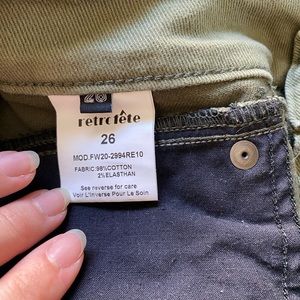 26
retrofête
26
MOD.FW20-2994RE10
FABRIC:98%COTTON
2%ELASTHAN
See reverse for care
Voir L'Inverse Pour Le Soin